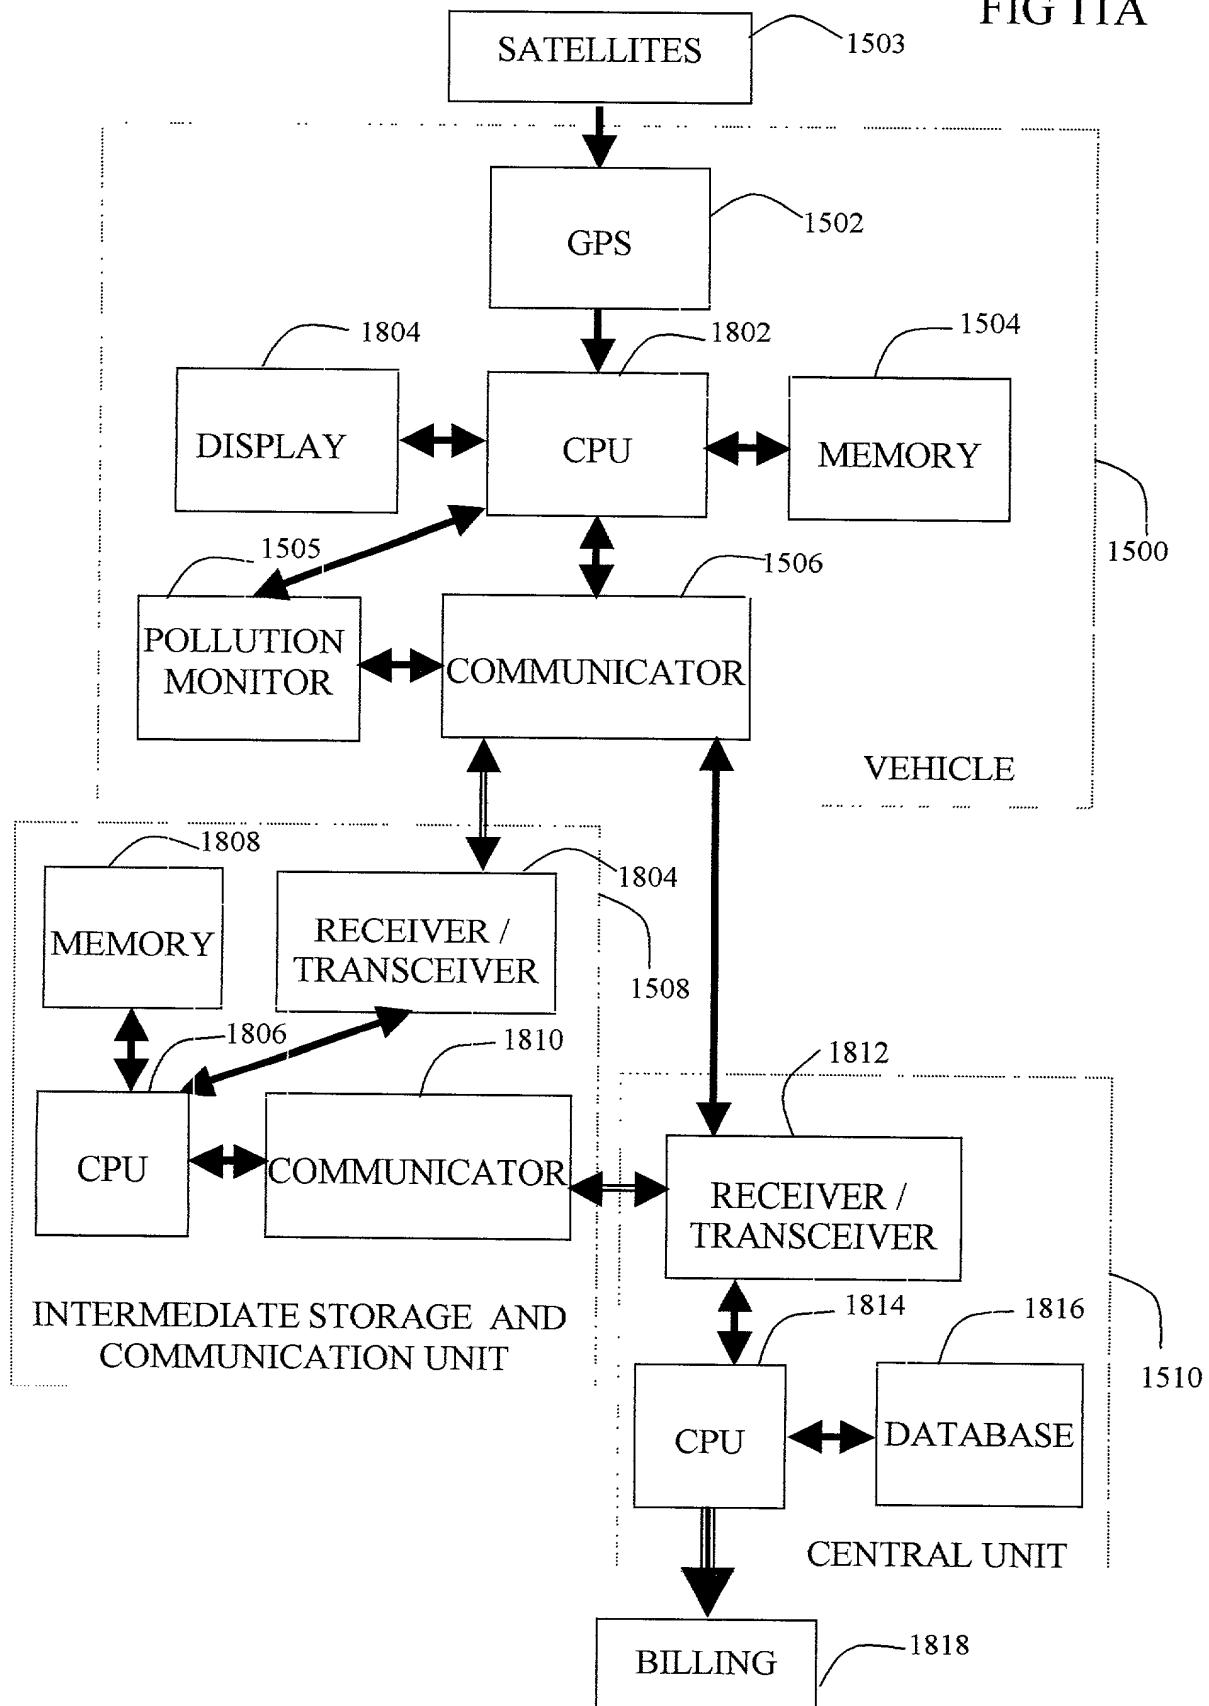 FIG 11A
SATELLITES
1503
GPS
1502
1804
1802
1504
DISPLAY
CPU
MEMORY
1500
1505
1506
POLLUTION
MONITOR
COMMUNICATOR
VEHICLE
1808
1804
MEMORY
RECEIVER /
TRANSCEIVER
1508
1806
1810
1812
CPU
COMMUNICATOR
RECEIVER /
TRANSCEIVER
INTERMEDIATE STORAGE AND
COMMUNICATION UNIT
1814
1816
1510
CPU
DATABASE
CENTRAL UNIT
BILLING
1818